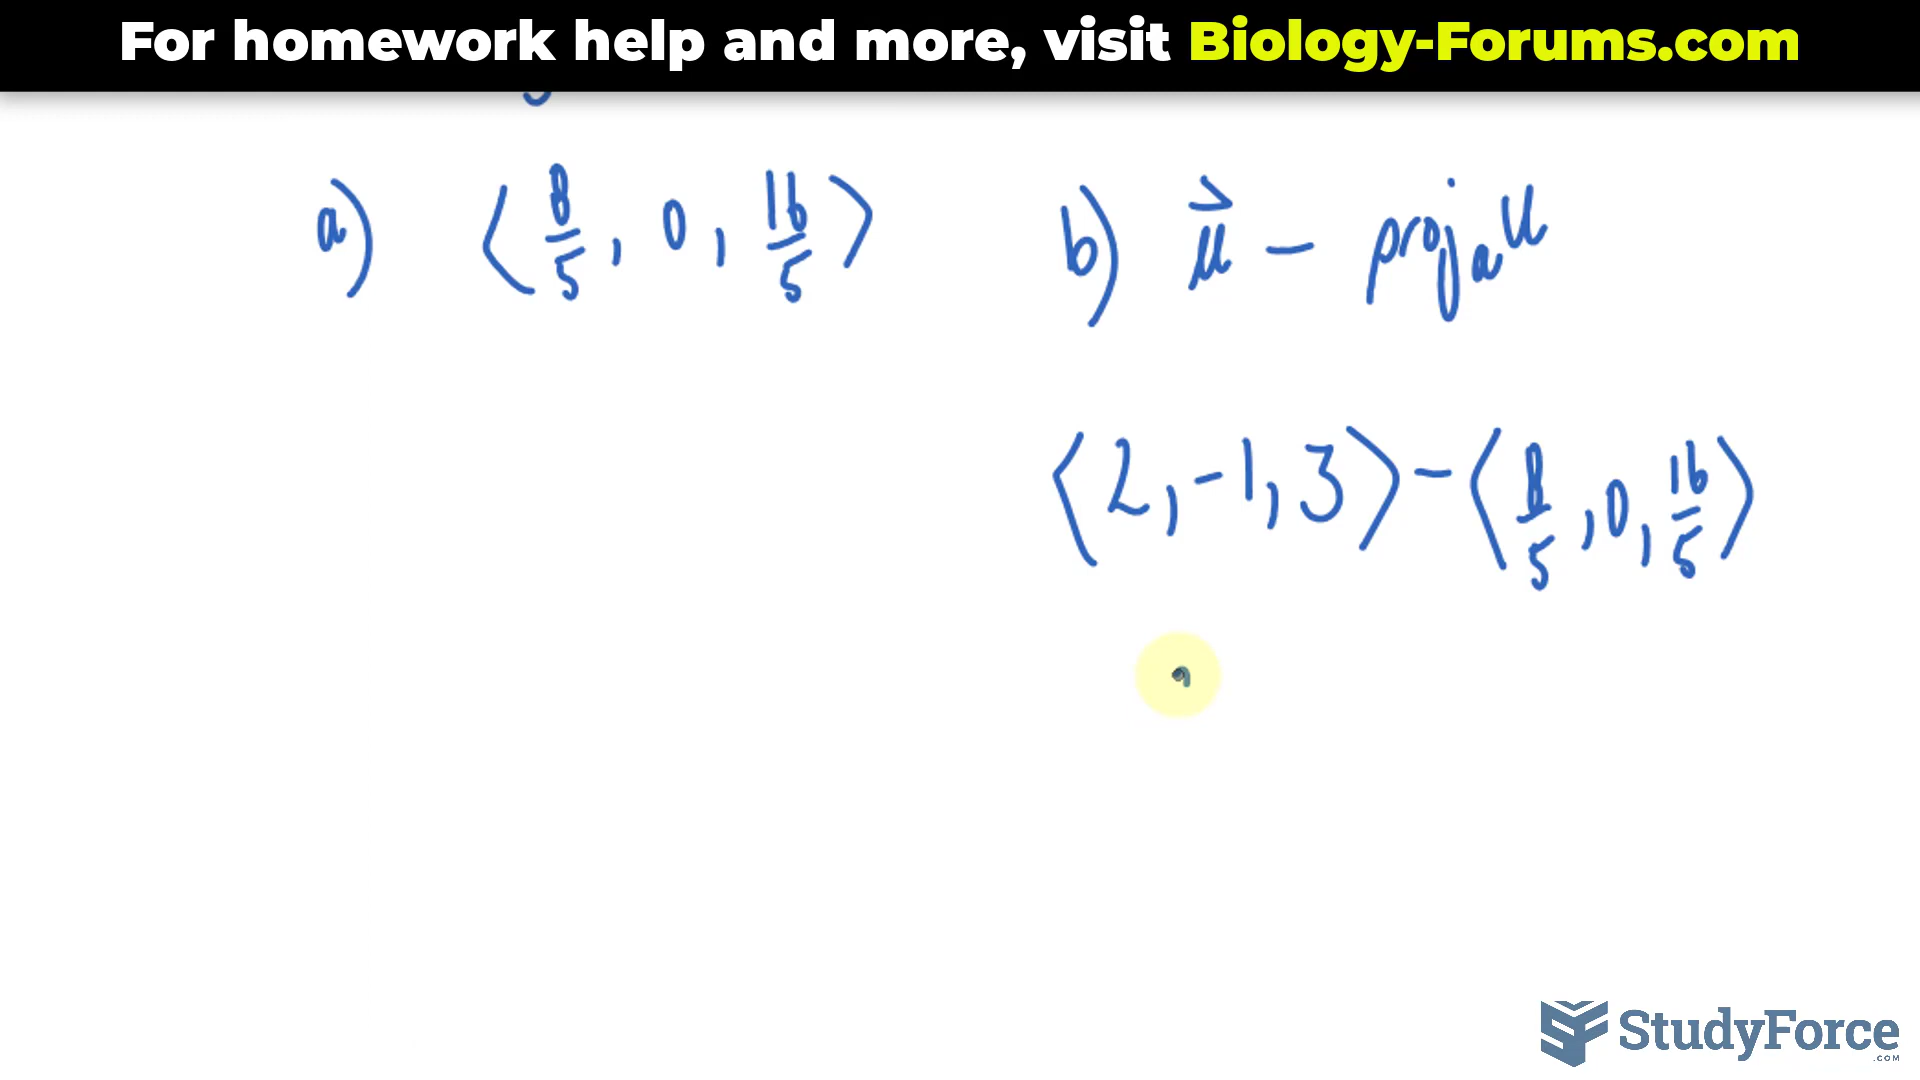 For homework help and more, visit Biology-Forums.com
a) ⟨8/5, 0, 16/5⟩ b) u⃗ - projₐu
⟨2, -1, 3⟩ - ⟨8/5, 0, 16/5⟩
StudyForce
.COM